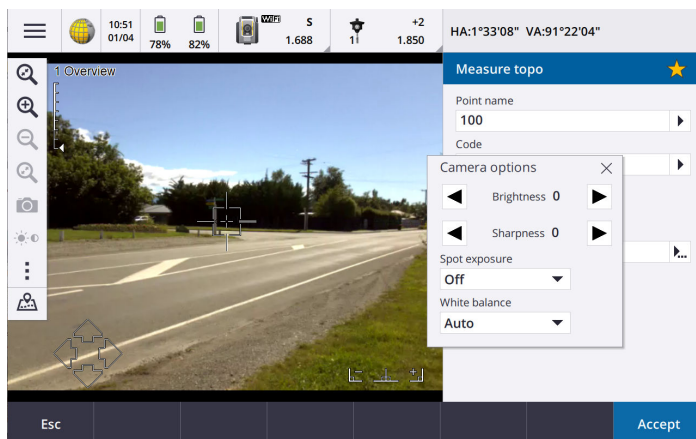 10:51
01/04
78%
82%
WiFi
S
1.688
1
+2
1.850
HA:1°33'08" VA:91°22'04"
1 Overview
Measure topo
Point name
100
Code
Camera options
Brightness 0
Sharpness 0
Spot exposure
Off
White balance
Auto
Esc
Accept